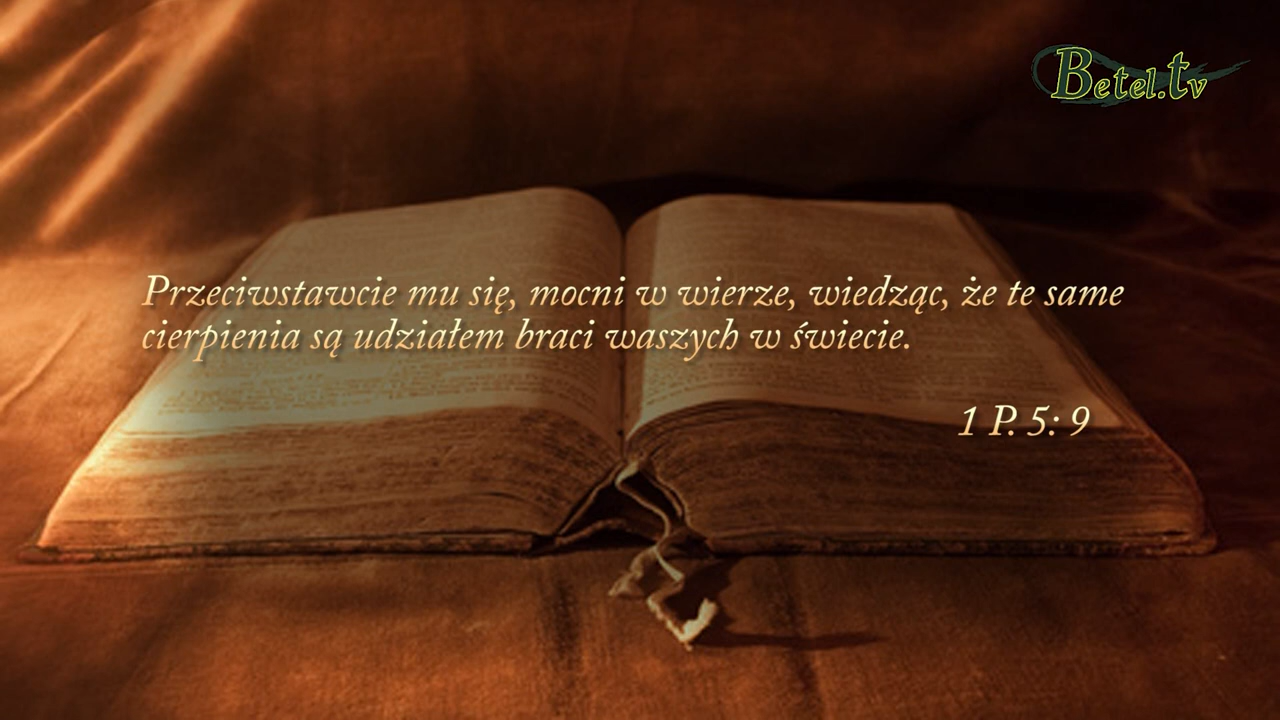 Betel.tv
Przeciwstawcie mu się, mocni w wierze, wiedząc, że te same
cierpienia są udziałem braci waszych w świecie.
1 P. 5: 9